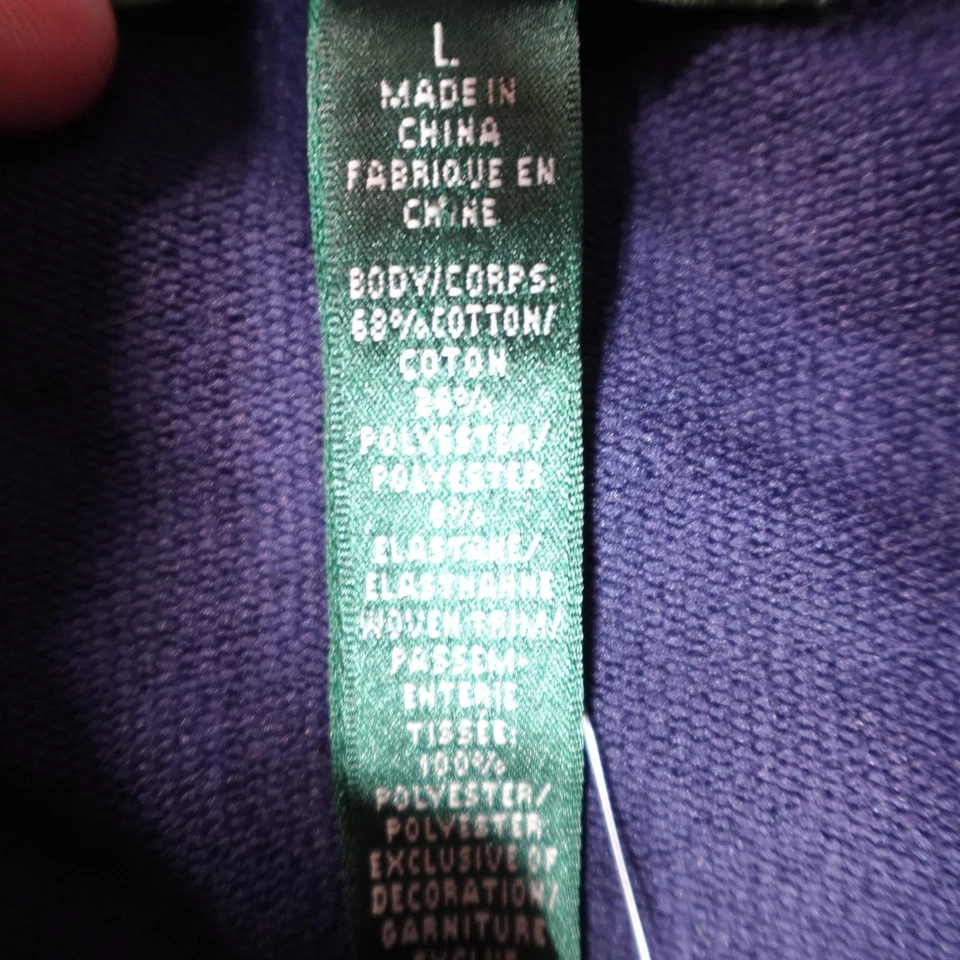 L
MADE IN
CHINA
FABRIQUE EN
CHINE
BODY/CORPS:
68% COTTON/
COTON
26%
POLYESTER/
POLYESTER
6%
ELASTANE/
ELASTHANNE
WOVEN TRIM/
PASSEM-
ENTERIE
TISSÉE:
100%
POLYESTER/
POLYESTER
EXCLUSIVE OF
DECORATION/
GARNITURE